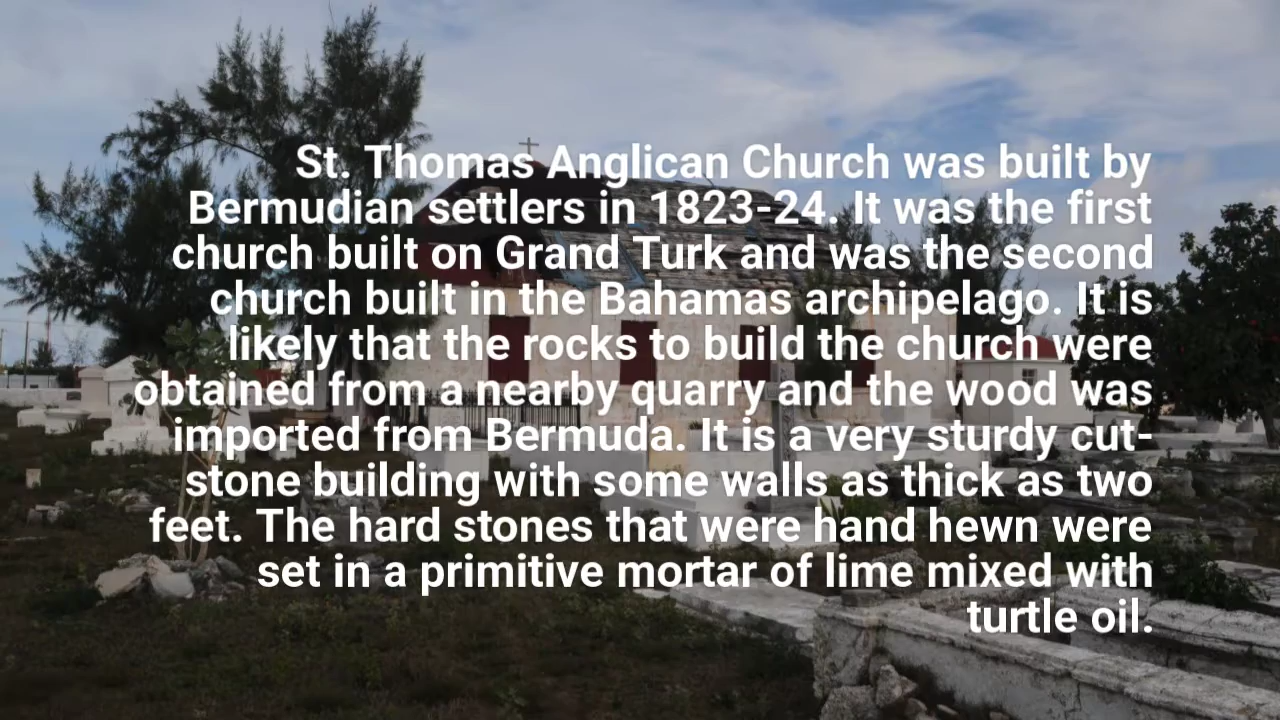 St. Thomas Anglican Church was built by
Bermudian settlers in 1823-24. It was the first
church built on Grand Turk and was the second
church built in the Bahamas archipelago. It is
likely that the rocks to build the church were
obtained from a nearby quarry and the wood was
imported from Bermuda. It is a very sturdy cut-
stone building with some walls as thick as two
feet. The hard stones that were hand hewn were
set in a primitive mortar of lime mixed with
turtle oil.